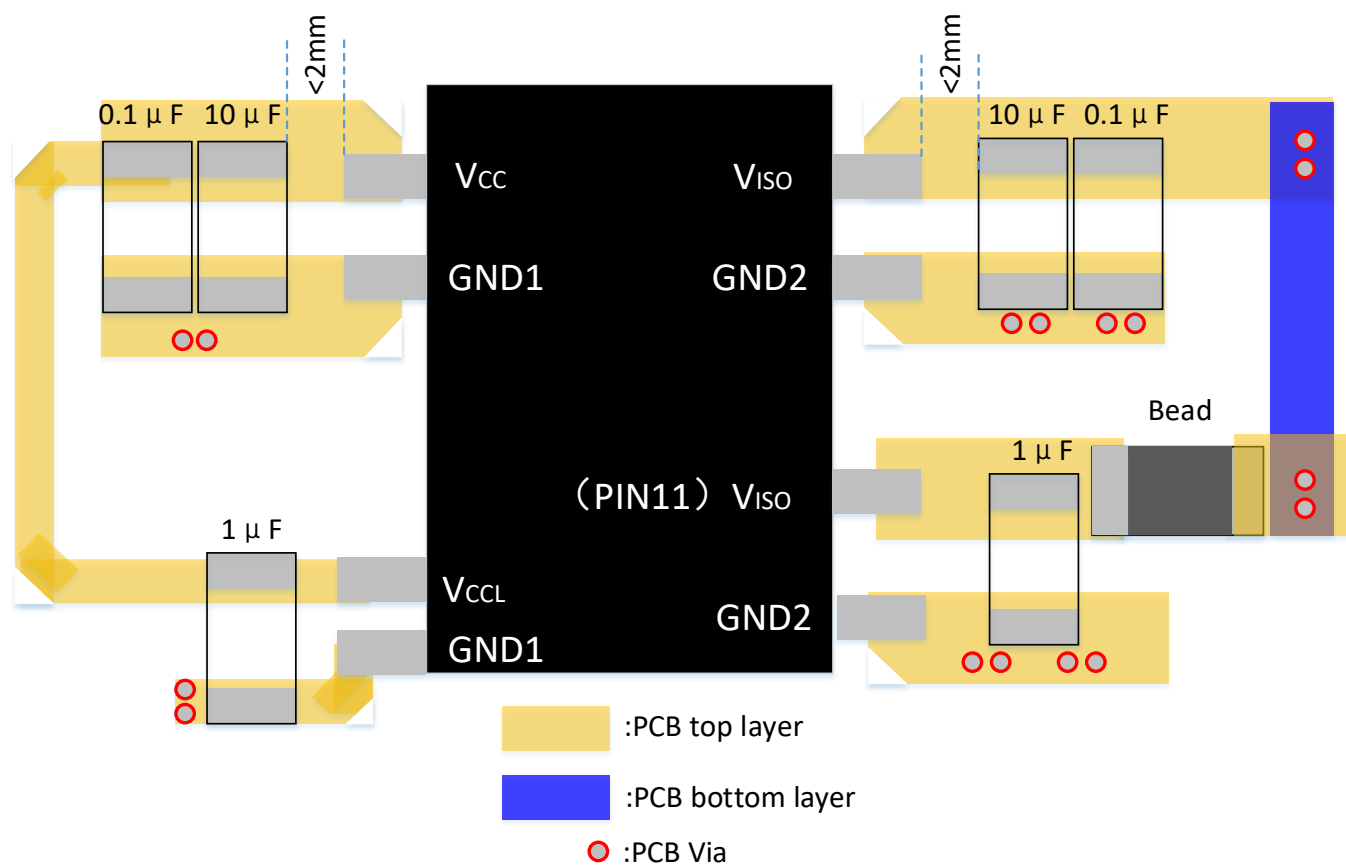 <2mm
<2mm
0.1 μ F
10 μ F
10 μ F
0.1 μ F
VCC
VISO
GND1
GND2
Bead
1 μ F
(PIN11) VISO
1 μ F
VCCL
GND2
GND1
:PCB top layer
:PCB bottom layer
:PCB Via